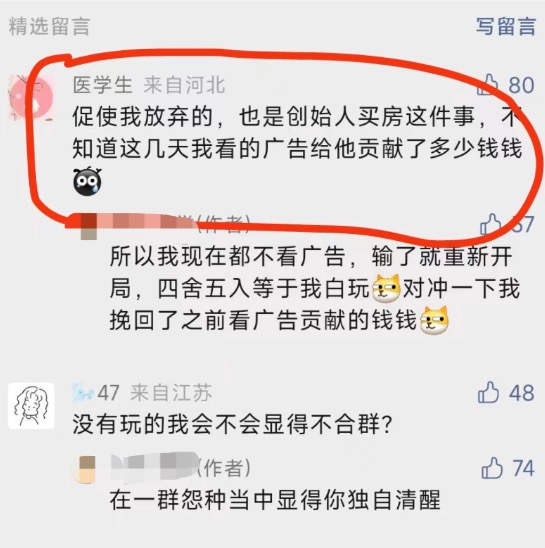 精选留言
写留言
医学生 来自河北
80
促使我放弃的，也是创始人买房这件事，不
知道这几天我看的广告给他贡献了多少钱钱
(作者)
67
所以我现在都不看广告，输了就重新开
局，四舍五入等于我白玩 对冲一下我
挽回了之前看广告贡献的钱钱
47 来自江苏
48
没有玩的我会不会显得不合群？
(作者)
74
在一群怨种当中显得你独自清醒